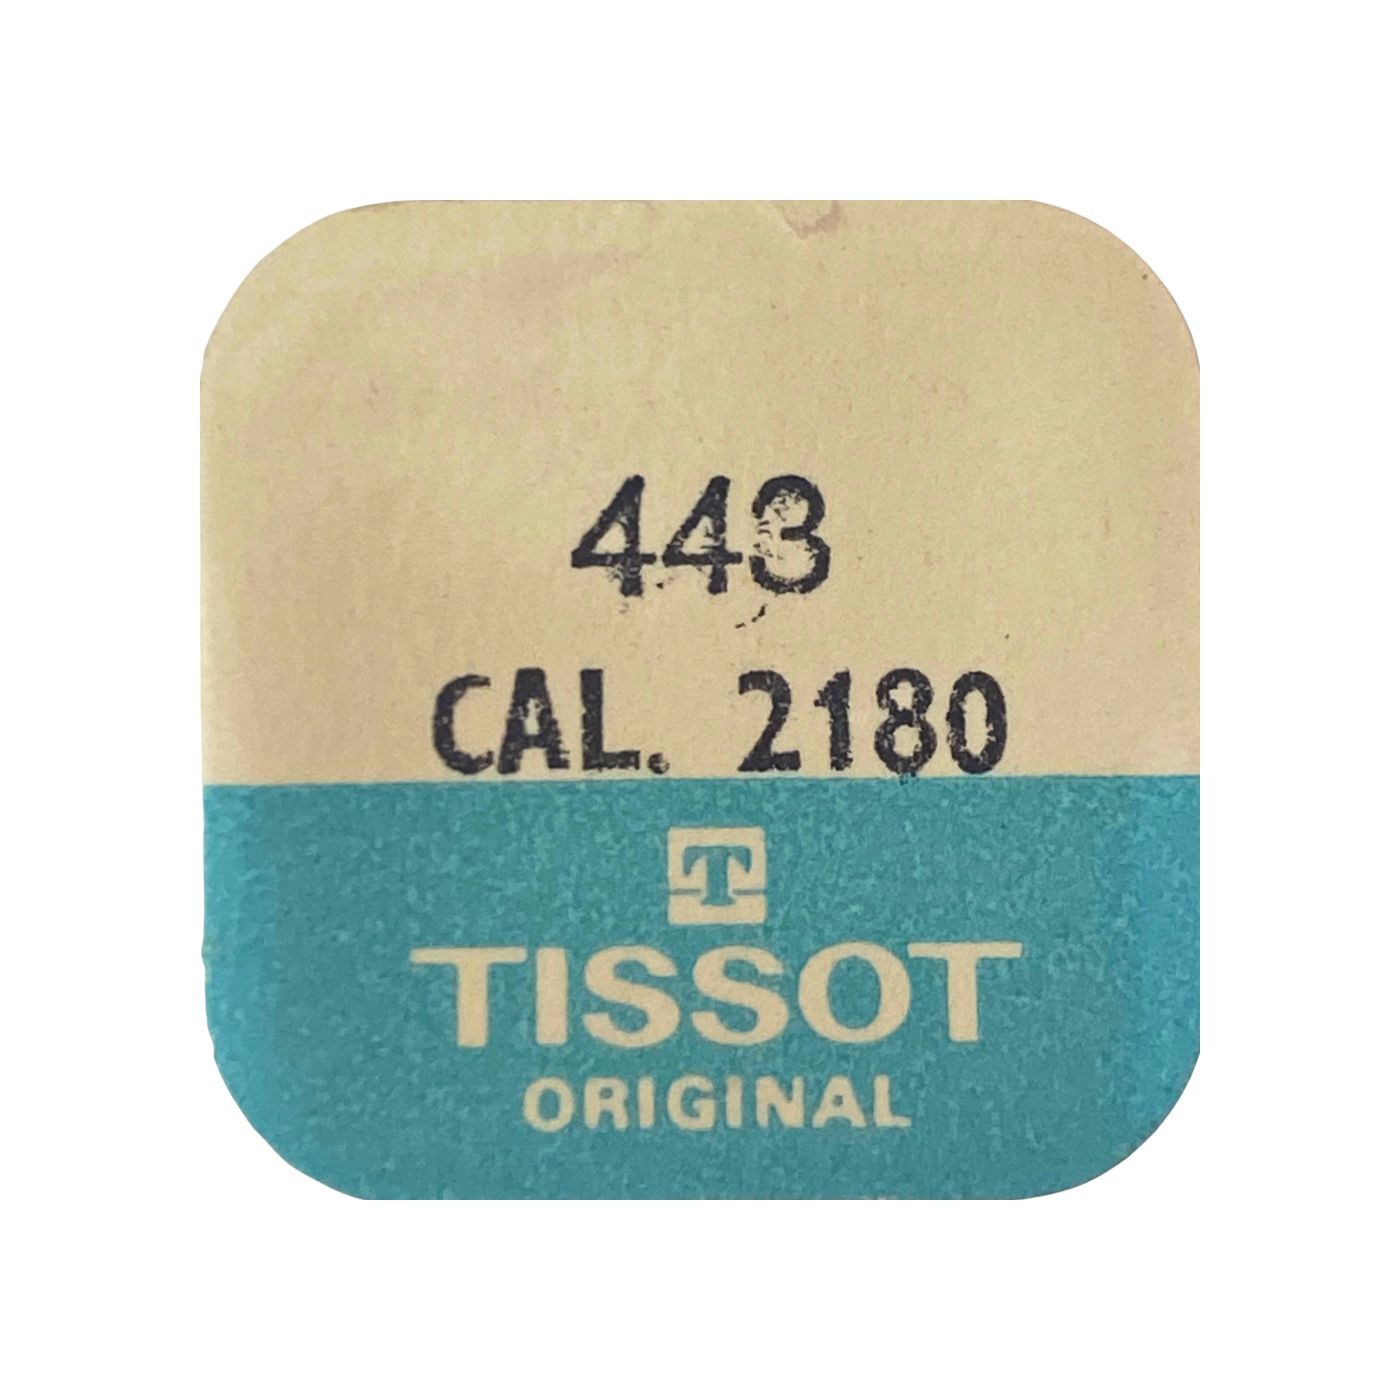 443
CAL. 2180
T
TISSOT
ORIGINAL